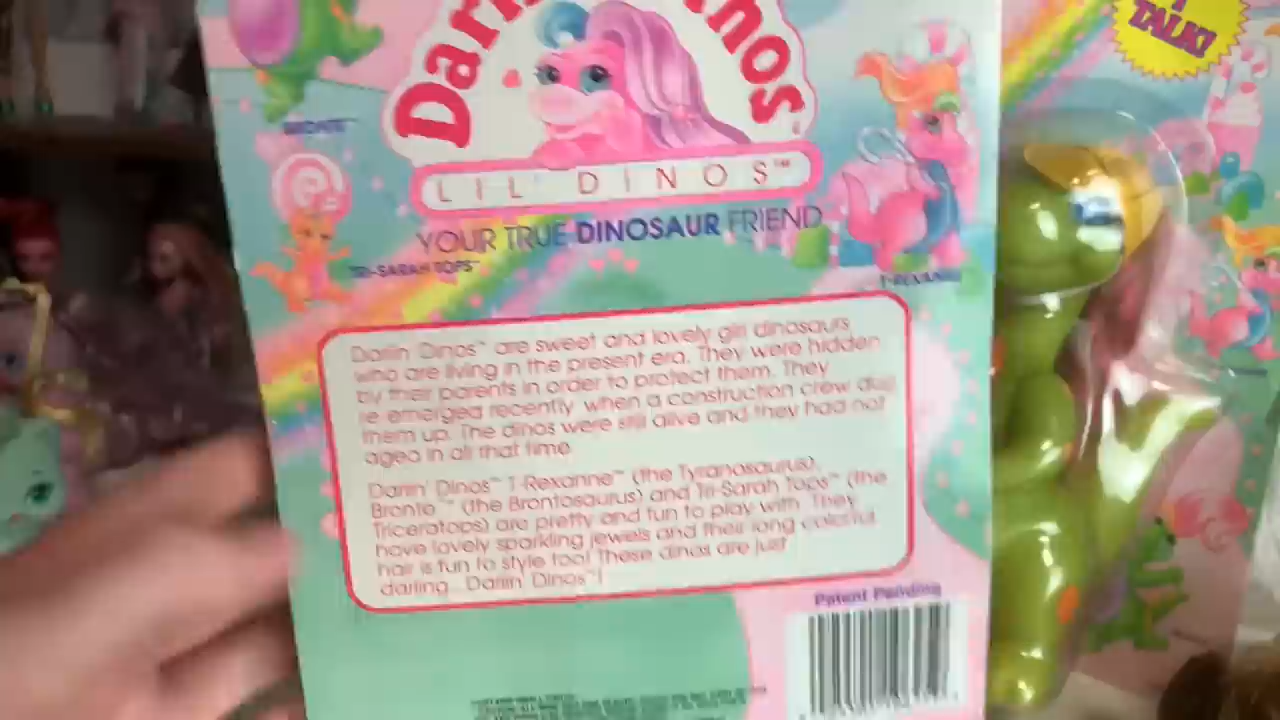 TALK!
LIL' DINOS™
YOUR TRUE DINOSAUR FRIEND
TRI-SARAH TOPS™
T-REXANNE
Darlin' Dinos™ are sweet and lovely girl dinosaurs
who are living in the present era. They were hidden
by their parents in order to protect them. They
re emerged recently when a construction crew dug
them up. The dinos were still alive and they had not
aged in all that time.
Darlin' Dinos™ T-Rexanne™ (the Tyranosaurus),
Bronte™ (the Brontosaurus) and Tri-Sarah Tops™ (the
Triceratops) are pretty and fun to play with. They
have lovely sparkling jewels and their long colorful
hair is fun to style too! These dinos are just
darling... Darlin' Dinos™!
Patent Pending